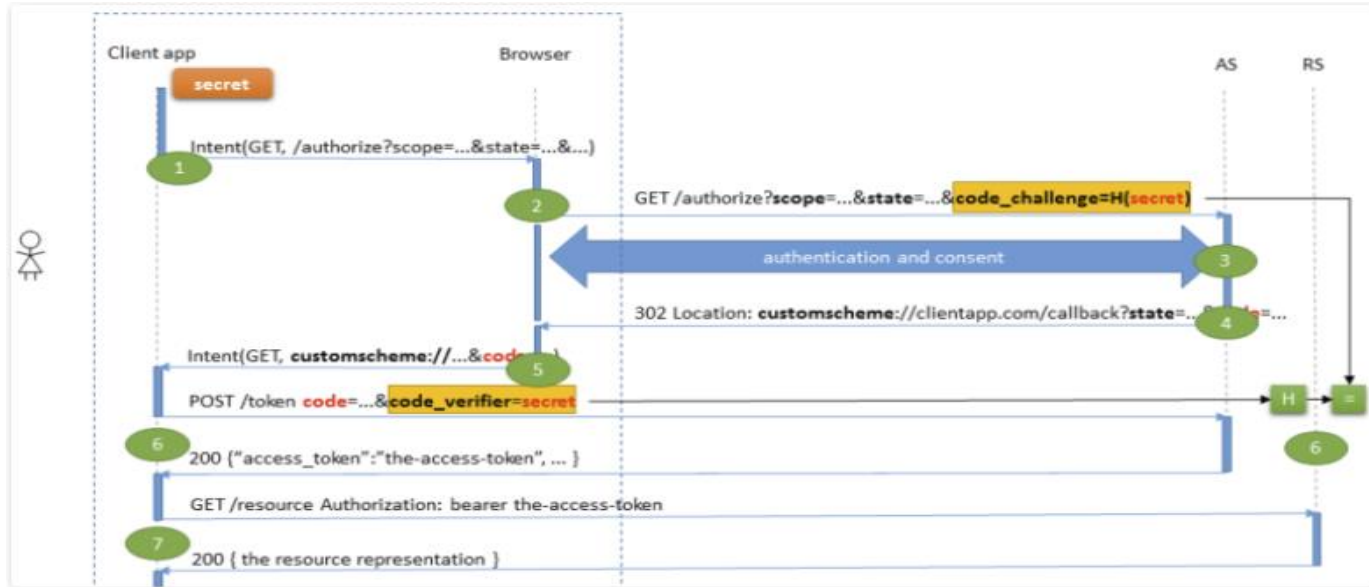 Client app
Browser
AS
RS
secret
Intent(GET, /authorize?scope=...&state=...&...)
1
2
GET /authorize?scope=...&state=...&code_challenge=H(secret)
authentication and consent
3
302 Location: customscheme://clientapp.com/callback?state=...
=...
4
Intent(GET, customscheme://...&code
5
POST /token code=...&code_verifier=secret
H
=
6
6
200 {"access_token":"the-access-token", ... }
GET /resource Authorization: bearer the-access-token
7
200 { the resource representation }